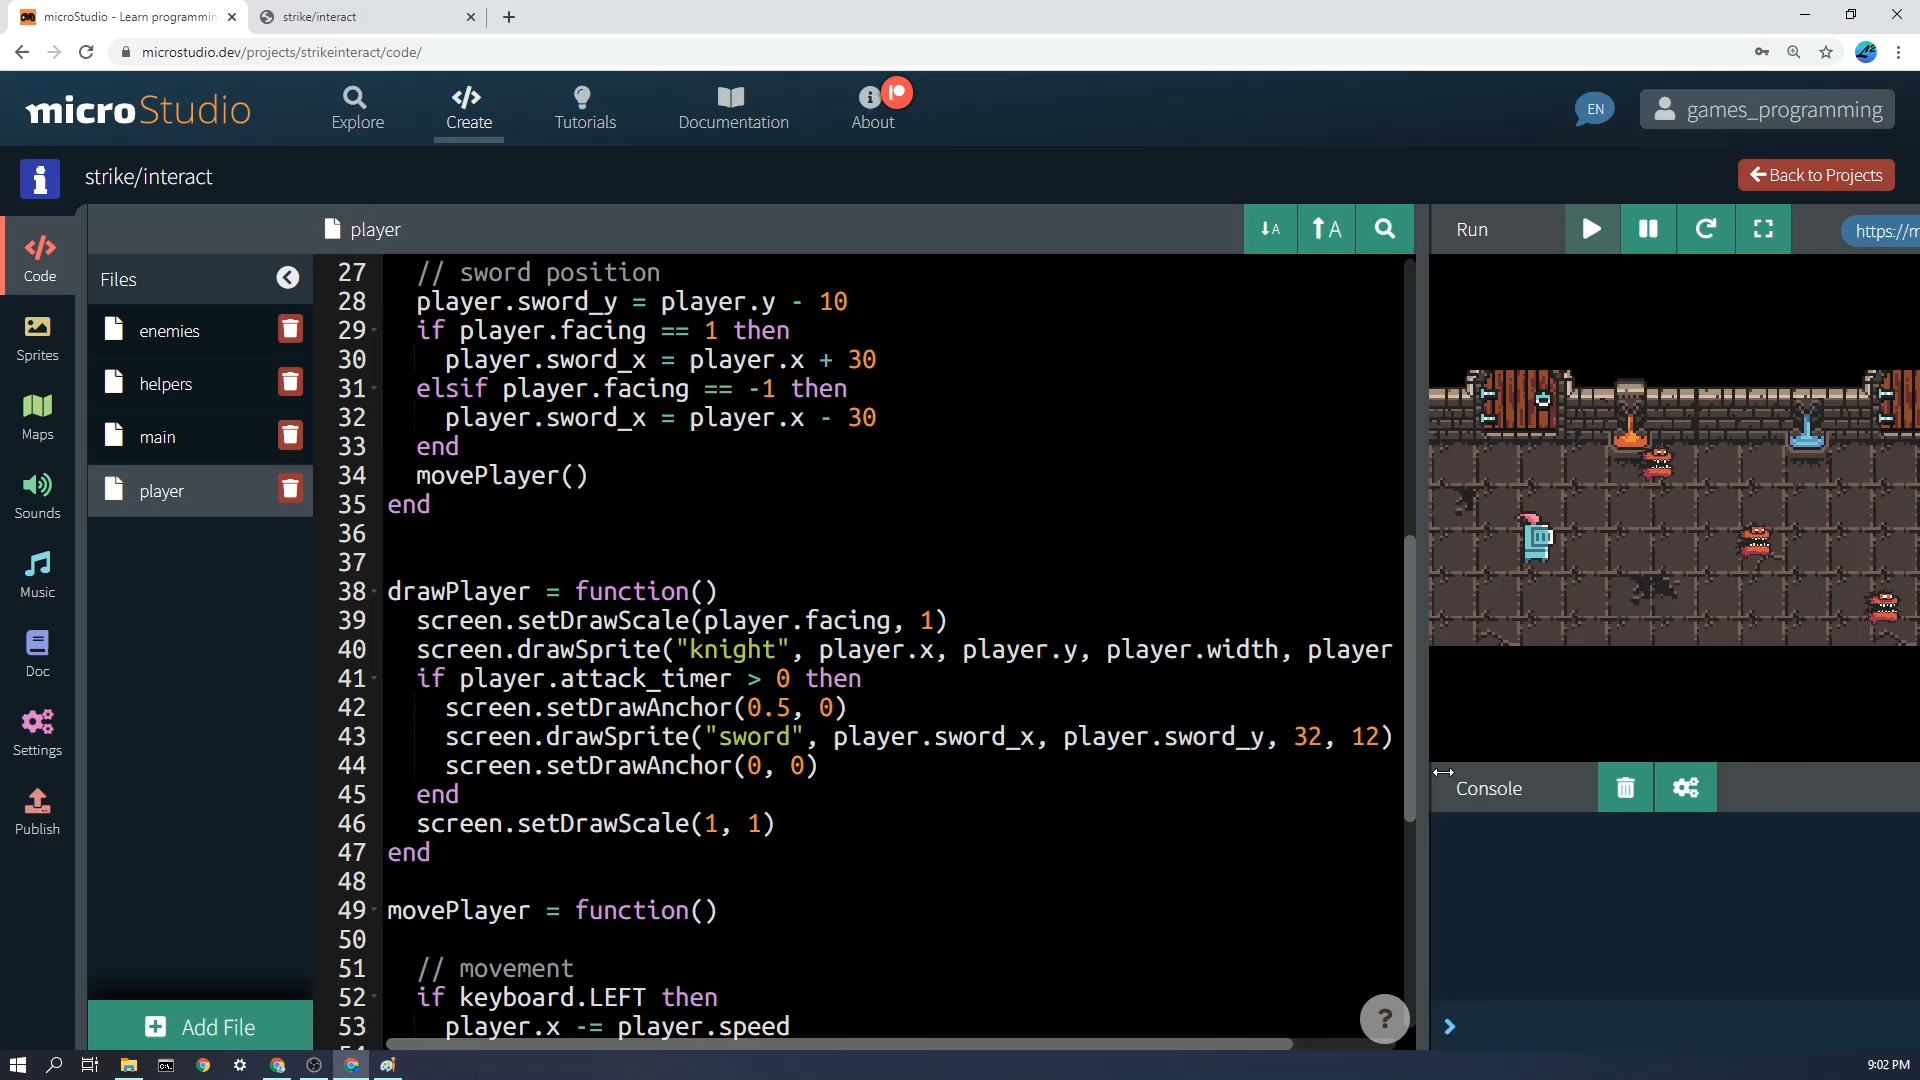 microStudio - Learn programmin
strike/interact
microstudio.dev/projects/strikeinteract/code/
microStudio
Explore
Create
Tutorials
Documentation
About
EN
games_programming
i
strike/interact
Back to Projects
Code
Sprites
Maps
Sounds
Music
Doc
Settings
Publish
Files
enemies
helpers
main
player
Add File
player
↓A
↑A
Run
https://m
27 // sword position
28 player.sword_y = player.y - 10
29 if player.facing == 1 then
30 player.sword_x = player.x + 30
31 elsif player.facing == -1 then
32 player.sword_x = player.x - 30
33 end
34 movePlayer()
35 end
36
37
38 drawPlayer = function()
39 screen.setDrawScale(player.facing, 1)
40 screen.drawSprite("knight", player.x, player.y, player.width, player
41 if player.attack_timer > 0 then
42 screen.setDrawAnchor(0.5, 0)
43 screen.drawSprite("sword", player.sword_x, player.sword_y, 32, 12)
44 screen.setDrawAnchor(0, 0)
45 end
46 screen.setDrawScale(1, 1)
47 end
48
49 movePlayer = function()
50
51 // movement
52 if keyboard.LEFT then
53 player.x -= player.speed
?
Console
9:02 PM